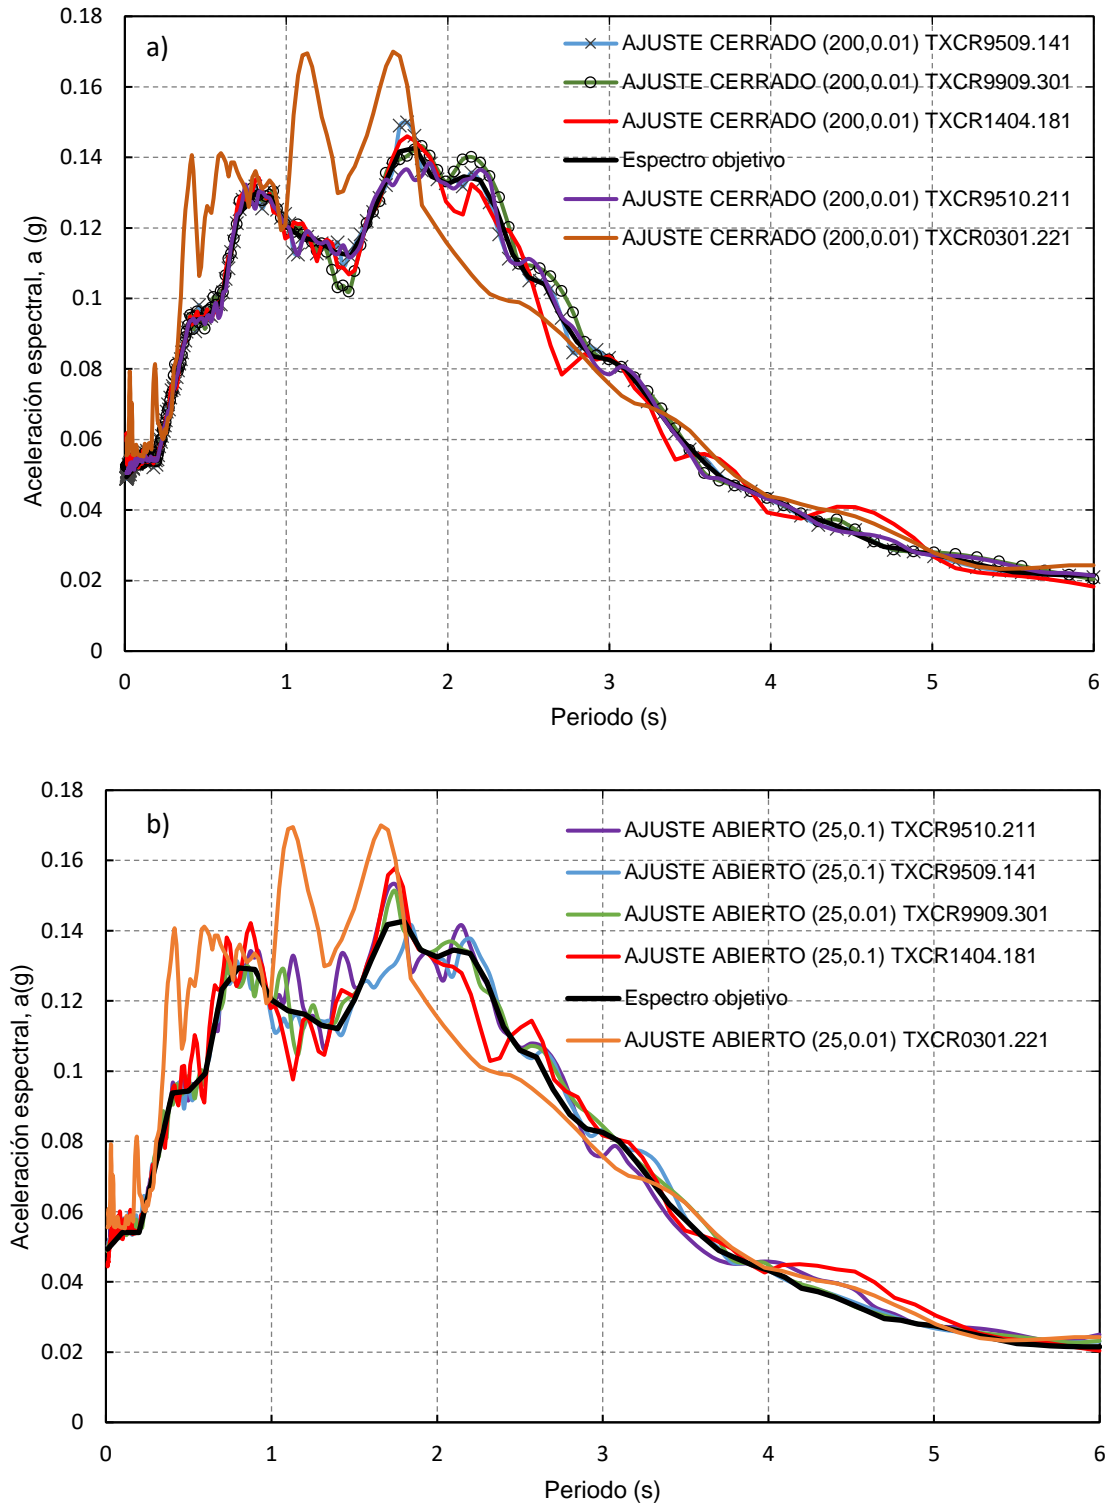 a)
AJUSTE CERRADO (200,0.01) TXCR9509.141
AJUSTE CERRADO (200,0.01) TXCR9909.301
AJUSTE CERRADO (200,0.01) TXCR1404.181
Espectro objetivo
AJUSTE CERRADO (200,0.01) TXCR9510.211
AJUSTE CERRADO (200,0.01) TXCR0301.221
Aceleración espectral, a (g)
0.18
0.16
0.14
0.12
0.1
0.08
0.06
0.04
0.02
0
0 1 2 3 4 5 6
Periodo (s)
b)
AJUSTE ABIERTO (25,0.1) TXCR9510.211
AJUSTE ABIERTO (25,0.1) TXCR9509.141
AJUSTE ABIERTO (25,0.01) TXCR9909.301
AJUSTE ABIERTO (25,0.1) TXCR1404.181
Espectro objetivo
AJUSTE ABIERTO (25,0.01) TXCR0301.221
Aceleración espectral, a(g)
0.18
0.16
0.14
0.12
0.1
0.08
0.06
0.04
0.02
0
0 1 2 3 4 5 6
Periodo (s)